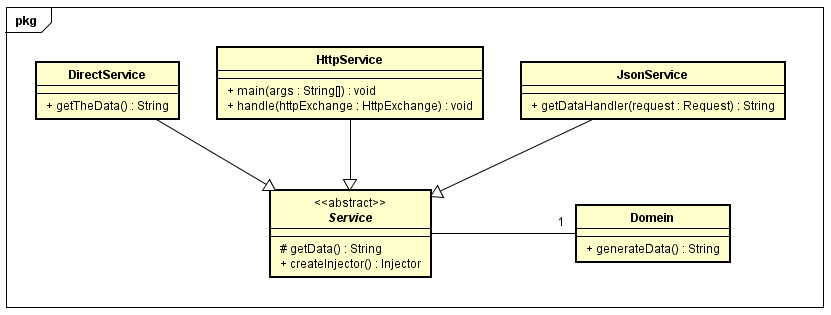 pkg
DirectService
+ getTheData() : String
HttpService
+ main(args : String[]) : void
+ handle(httpExchange : HttpExchange) : void
JsonService
+ getDataHandler(request : Request) : String
<<abstract>>
Service
# getData() : String
+ createInjector() : Injector
1
Domein
+ generateData() : String